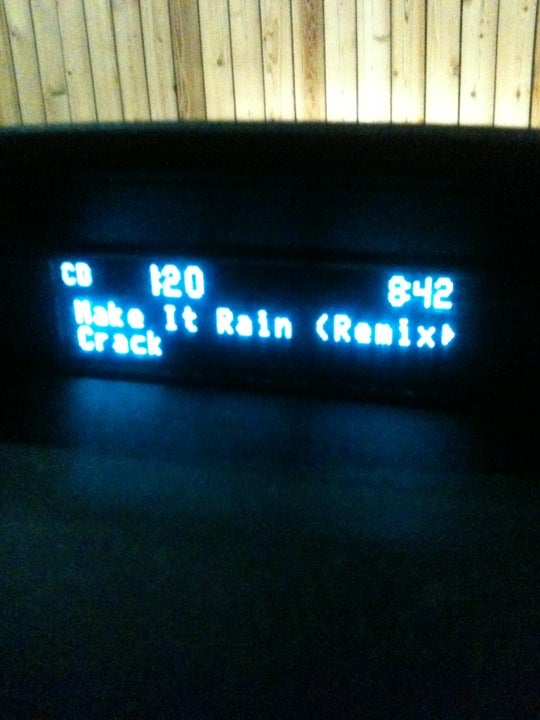 CD 1:20 8:42
Make It Rain (Remix
Crack